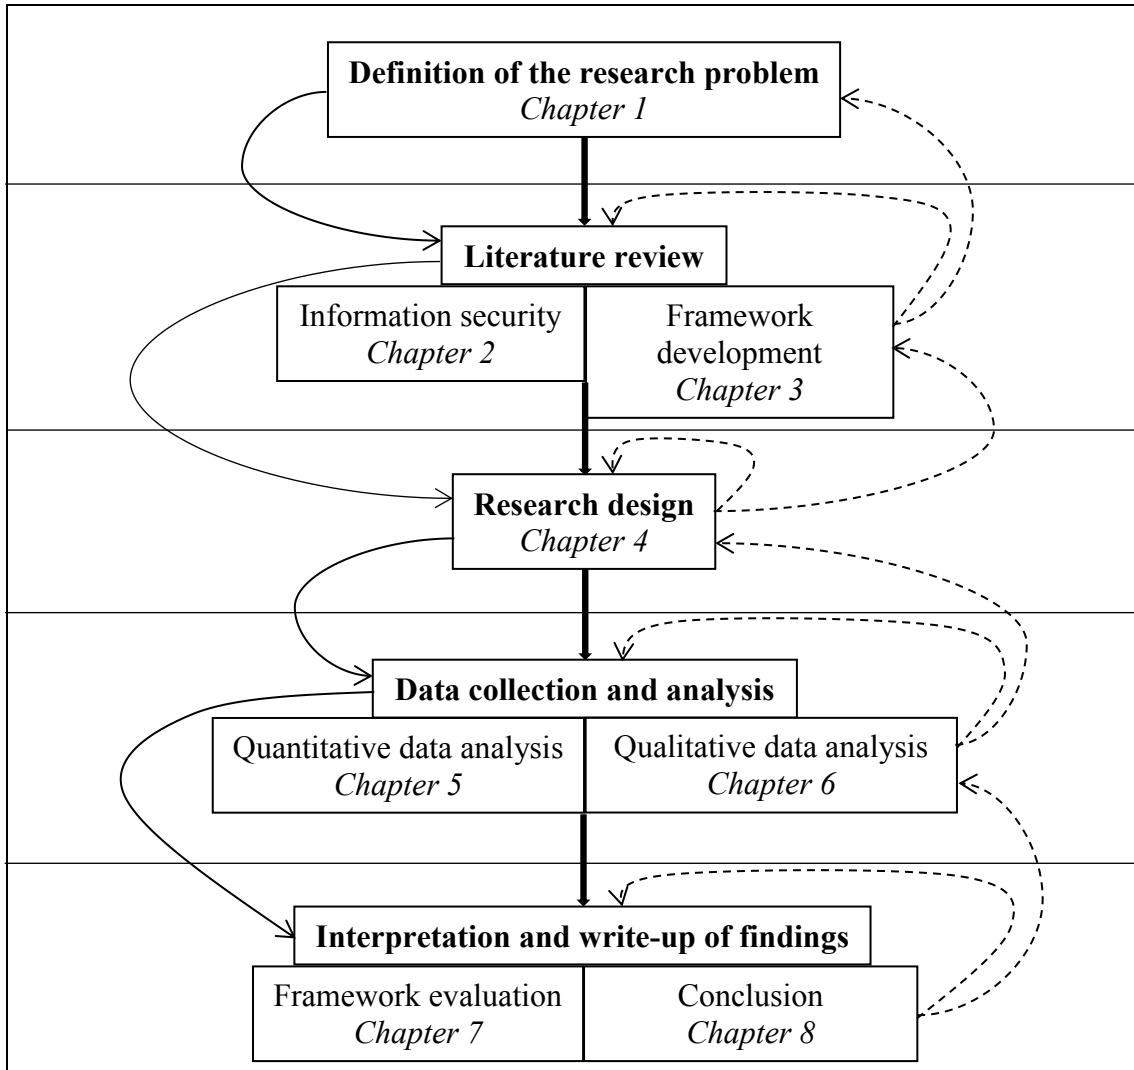 Definition of the research problem
Chapter 1
Literature review
Information security
Chapter 2
Framework
development
Chapter 3
Research design
Chapter 4
Data collection and analysis
Quantitative data analysis
Chapter 5
Qualitative data analysis
Chapter 6
Interpretation and write-up of findings
Framework evaluation
Chapter 7
Conclusion
Chapter 8